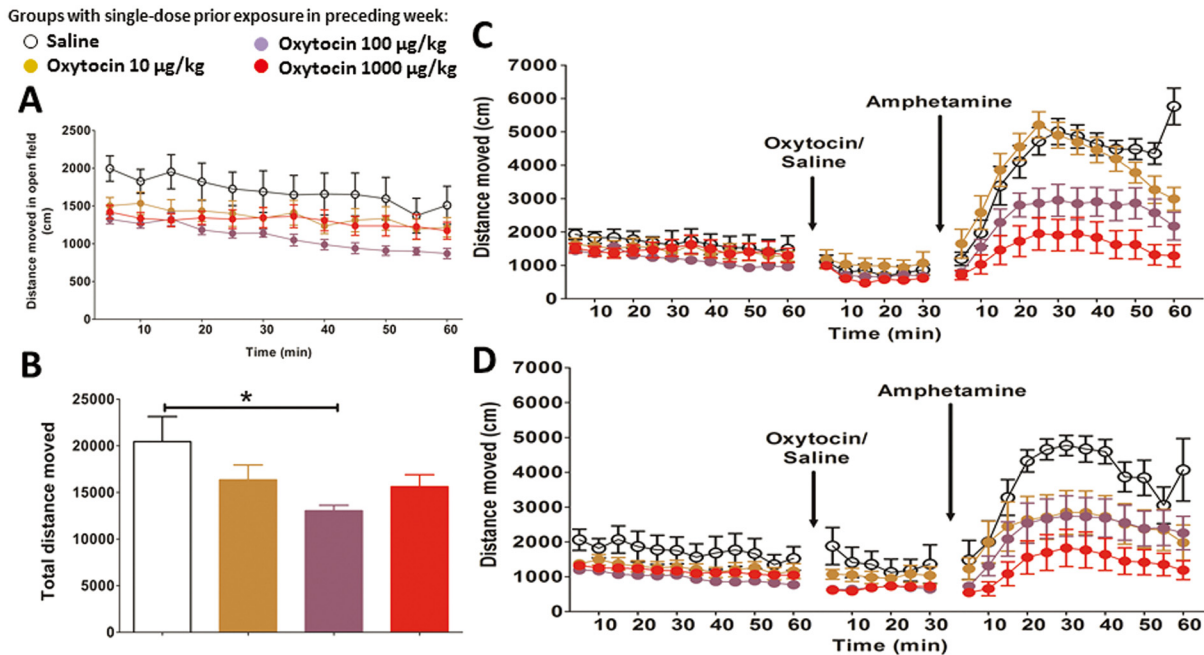 Groups with single-dose prior exposure in preceding week:
Saline
Oxytocin 100 µg/kg
Oxytocin 10 µg/kg
Oxytocin 1000 µg/kg
A
Distance moved in open field
(cm)
2500
2000
1500
1000
500
0
10 20 30 40 50 60
Time (min)
B
Total distance moved
25000
20000
15000
10000
5000
0
*
C
Distance moved (cm)
7000
6000
5000
4000
3000
2000
1000
0
Oxytocin/
Saline
Amphetamine
10 20 30 40 50 60 10 20 30 10 20 30 40 50 60
Time (min)
Time (min)
D
Distance moved (cm)
7000
6000
5000
4000
3000
2000
1000
0
Oxytocin/
Saline
Amphetamine
10 20 30 40 50 60 10 20 30 10 20 30 40 50 60
Time (min)
Time (min)